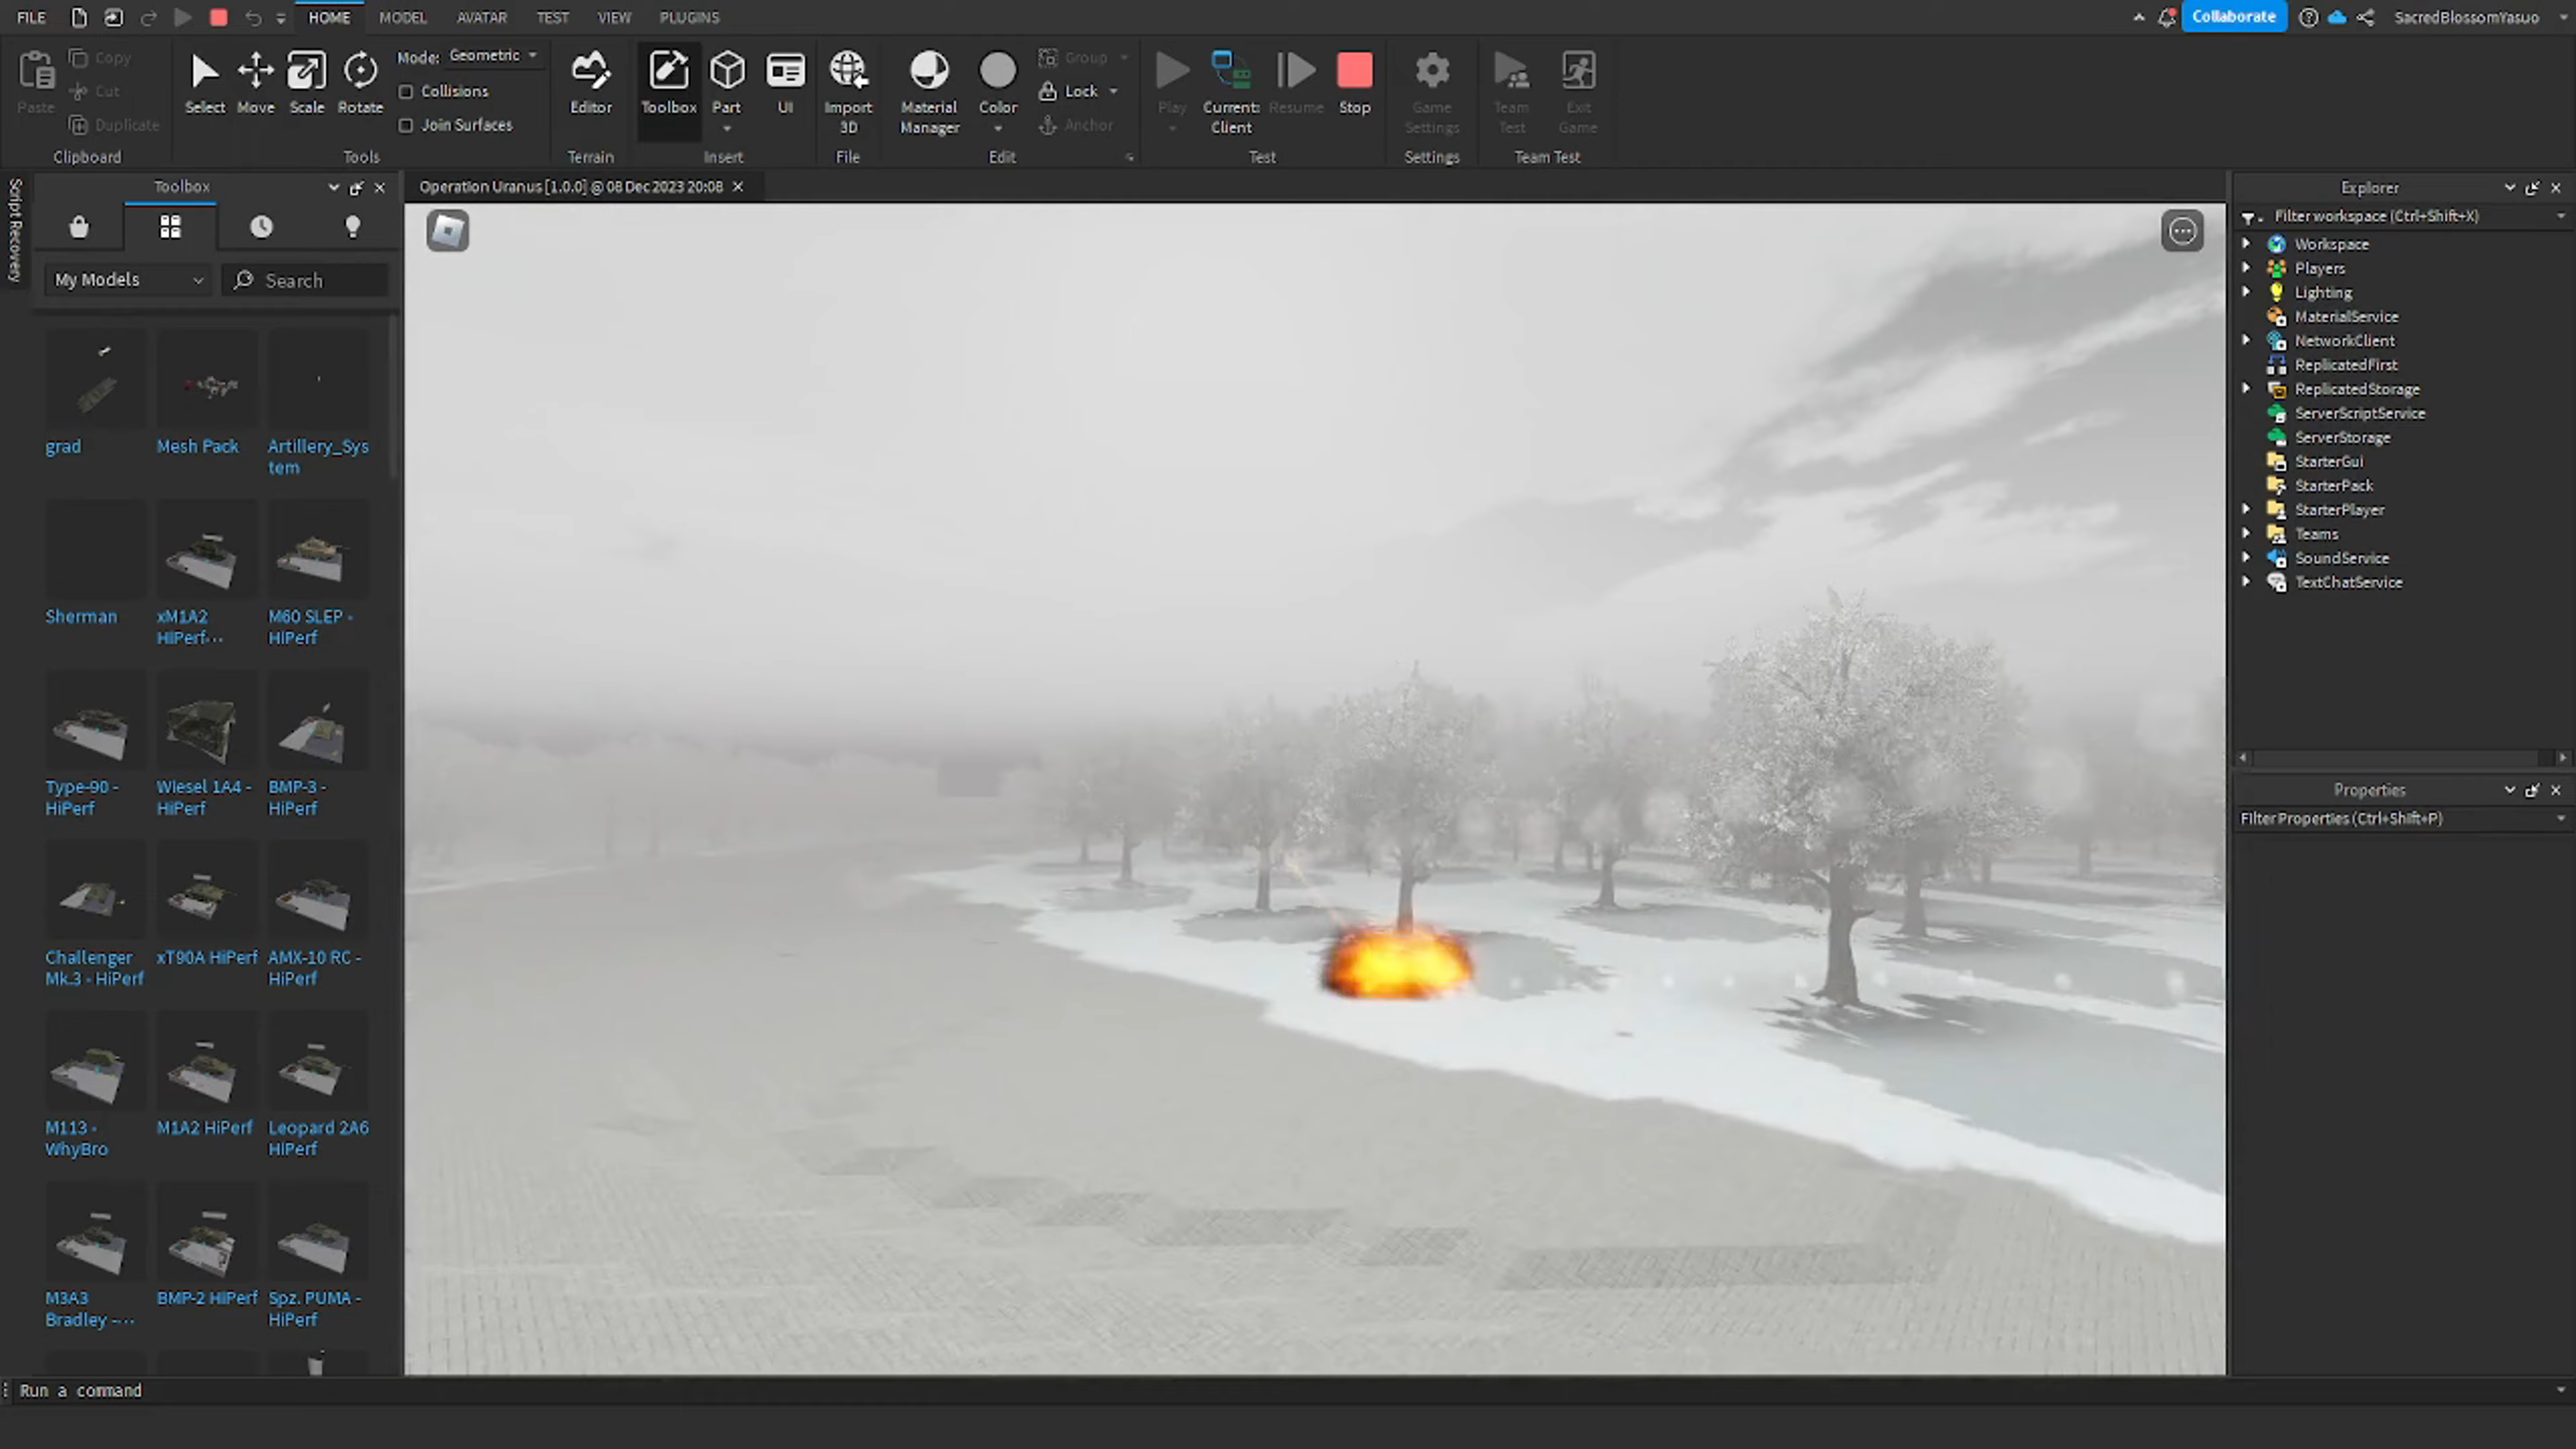 FILE HOME MODEL AVATAR TEST VIEW PLUGINS Collaborate SacredBlossomYasuo
Paste
Copy
Cut
Duplicate
Clipboard
Select Move Scale Rotate
Mode: Geometric
Collisions
Join Surfaces
Tools
Editor
Terrain
Toolbox Part UI
Insert
Import
3D
File
Material
Manager
Color
Group
Lock
Anchor
Edit
Play
Current:
Client
Resume Stop
Test
Game
Settings
Settings
Team
Test
Exit
Game
Team Test
Script Recovery
Toolbox
My Models Search
grad Mesh Pack Artillery_Sys
tem
Sherman xM1A2 M60 SLEP -
HiPerf… HiPerf
Type-90 - Wiesel 1A4 - BMP-3 -
HiPerf HiPerf HiPerf
Challenger xT90A HiPerf AMX-10 RC -
Mk.3 - HiPerf HiPerf
M113 - M1A2 HiPerf Leopard 2A6
WhyBro HiPerf
M3A3 BMP-2 HiPerf Spz. PUMA -
Bradley -… HiPerf
Operation Uranus [1.0.0] @ 08 Dec 2023 20:08
Explorer
Filter workspace (Ctrl+Shift+X)
Workspace
Players
Lighting
MaterialService
NetworkClient
ReplicatedFirst
ReplicatedStorage
ServerScriptService
ServerStorage
StarterGui
StarterPack
StarterPlayer
Teams
SoundService
TextChatService
Properties
Filter Properties (Ctrl+Shift+P)
Run a command